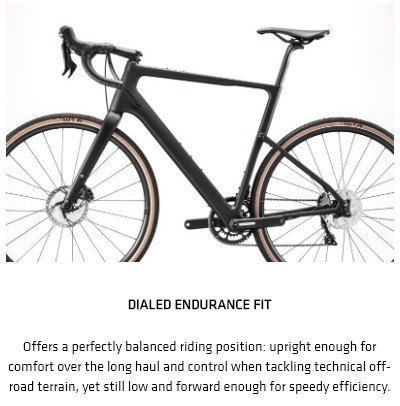 DIALED ENDURANCE FIT
Offers a perfectly balanced riding position: upright enough for
comfort over the long haul and control when tackling technical off-
road terrain, yet still low and forward enough for speedy efficiency.